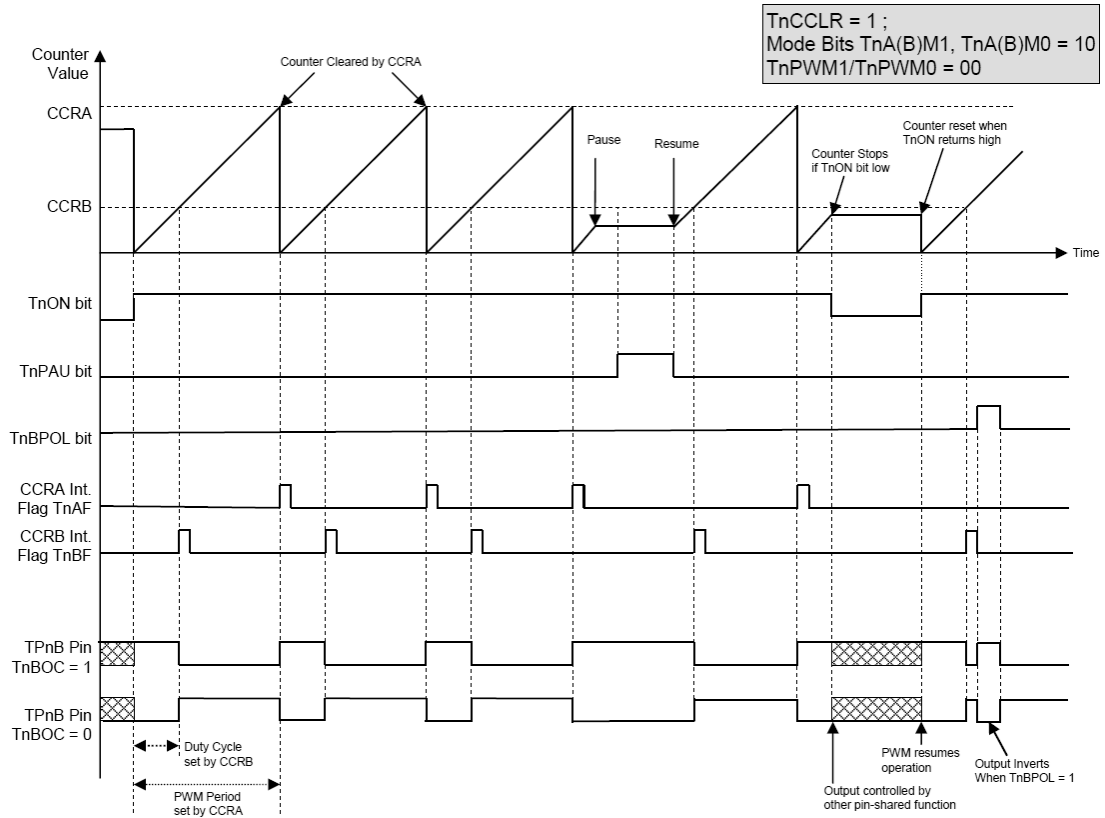 TnCCLR = 1 ;
Mode Bits TnA(B)M1, TnA(B)M0 = 10
TnPWM1/TnPWM0 = 00
Counter
Value
Counter Cleared by CCRA
CCRA
Pause
Resume
Counter Stops
if TnON bit low
Counter reset when
TnON returns high
CCRB
Time
TnON bit
TnPAU bit
TnBPOL bit
CCRA Int.
Flag TnAF
CCRB Int.
Flag TnBF
TPnB Pin
TnBOC = 1
TPnB Pin
TnBOC = 0
Duty Cycle
set by CCRB
PWM Period
set by CCRA
Output controlled by
other pin-shared function
PWM resumes
operation
Output Inverts
When TnBPOL = 1